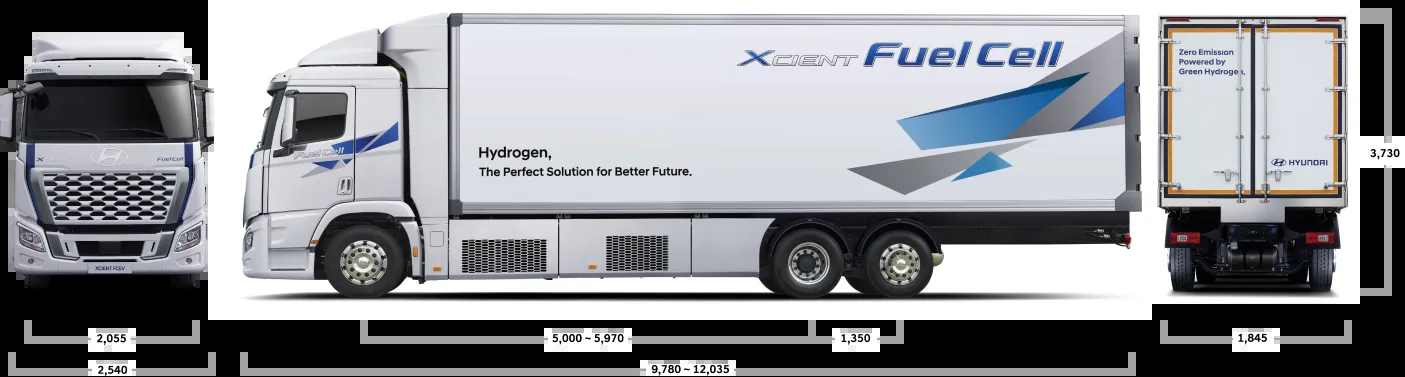 XCIENT Fuel Cell
Hydrogen,
The Perfect Solution for Better Future.
Fuel Cell
FuelCell
XCIENT FCEV
Zero Emission
Powered by
Green Hydrogen.
HYUNDAI
3,730
2,055
2,540
5,000 ~ 5,970
1,350
9,780 ~ 12,035
1,845